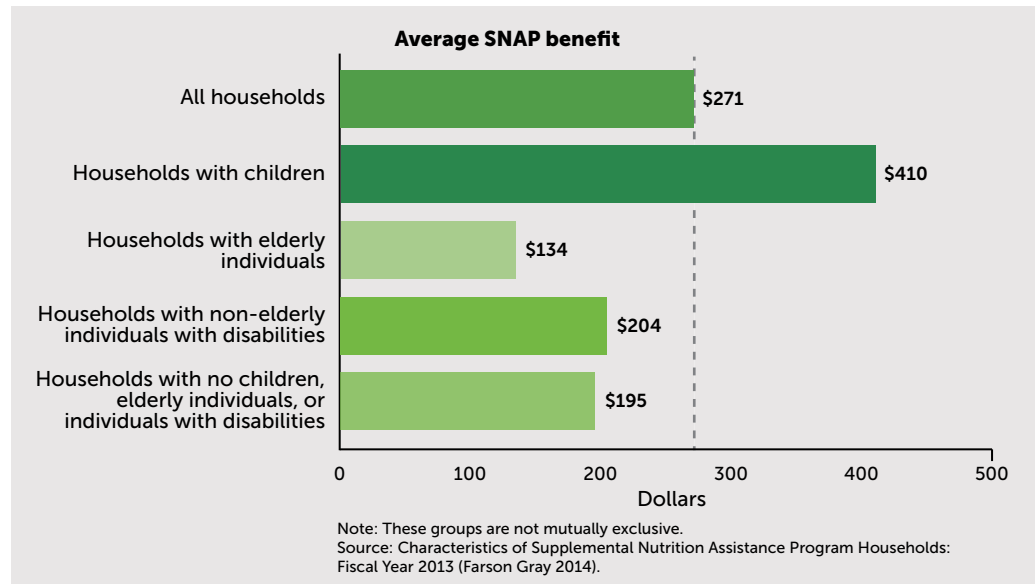 Average SNAP benefit
All households
$271
Households with children
$410
Households with elderly
individuals
$134
Households with non-elderly
individuals with disabilities
$204
Households with no children,
elderly individuals, or
individuals with disabilities
$195
0 100 200 300 400 500
Dollars
Note: These groups are not mutually exclusive.
Source: Characteristics of Supplemental Nutrition Assistance Program Households:
Fiscal Year 2013 (Farson Gray 2014).